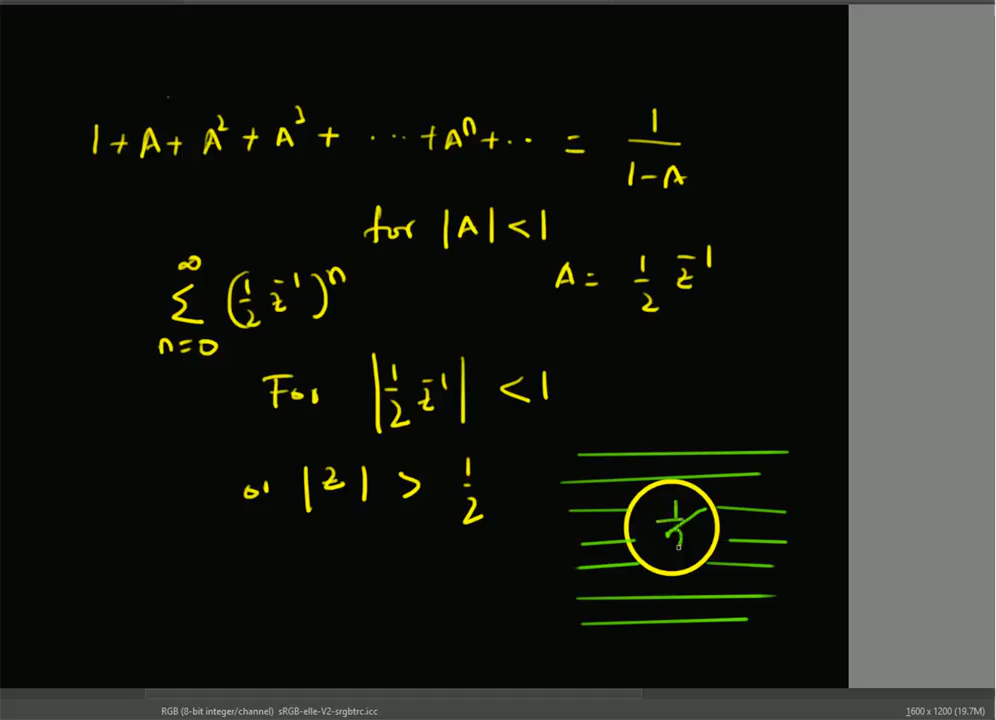 1 + A + A² + A³ + ... + Aⁿ + .. = 1/(1-A)
for |A| < 1
∑_{n=0}^{∞} (1/2 z⁻¹)ⁿ A = 1/2 z⁻¹
For |1/2 z⁻¹| < 1
or |z| > 1/2
1/2
RGB (8-bit integer/channel) sRGB-elle-V2-srgbtrc.icc 1600 x 1200 (19.7M)